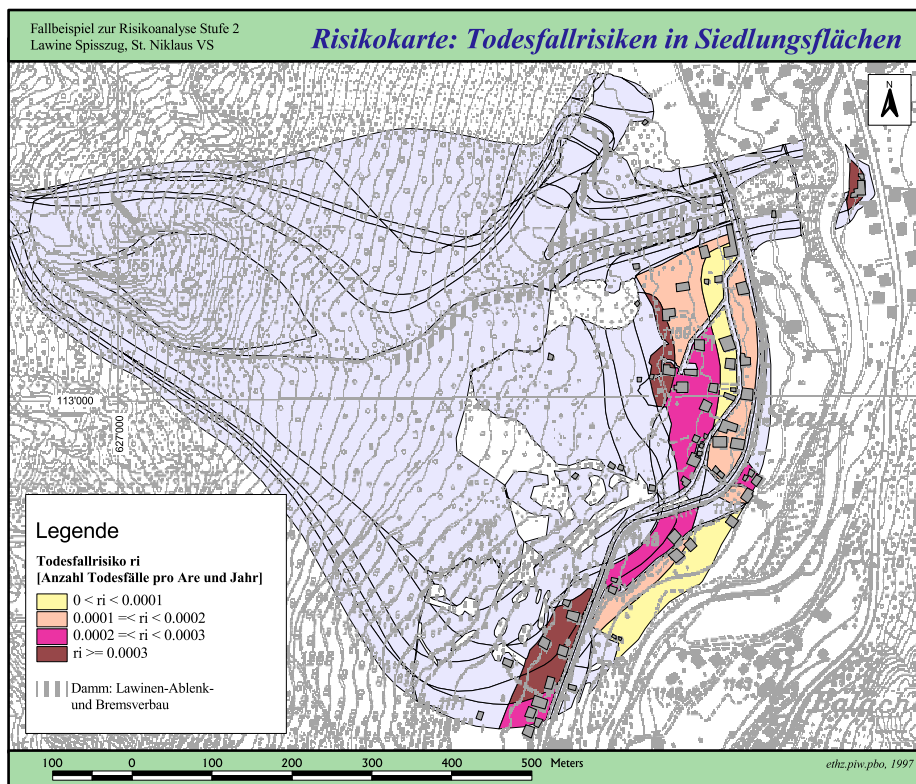 Fallbeispiel zur Risikoanalyse Stufe 2
Lawine Spisszug, St. Niklaus VS
Risikokarte: Todesfallrisiken in Siedlungsflächen
N
113'000
627'000
Legende
Todesfallrisiko ri
[Anzahl Todesfälle pro Are und Jahr]
0 < ri < 0.0001
0.0001 =< ri < 0.0002
0.0002 =< ri < 0.0003
ri >= 0.0003
Damm: Lawinen-Ablenk-
und Bremsverbau
100 0 100 200 300 400 500 Meters
ethz.piw.pbo, 1997